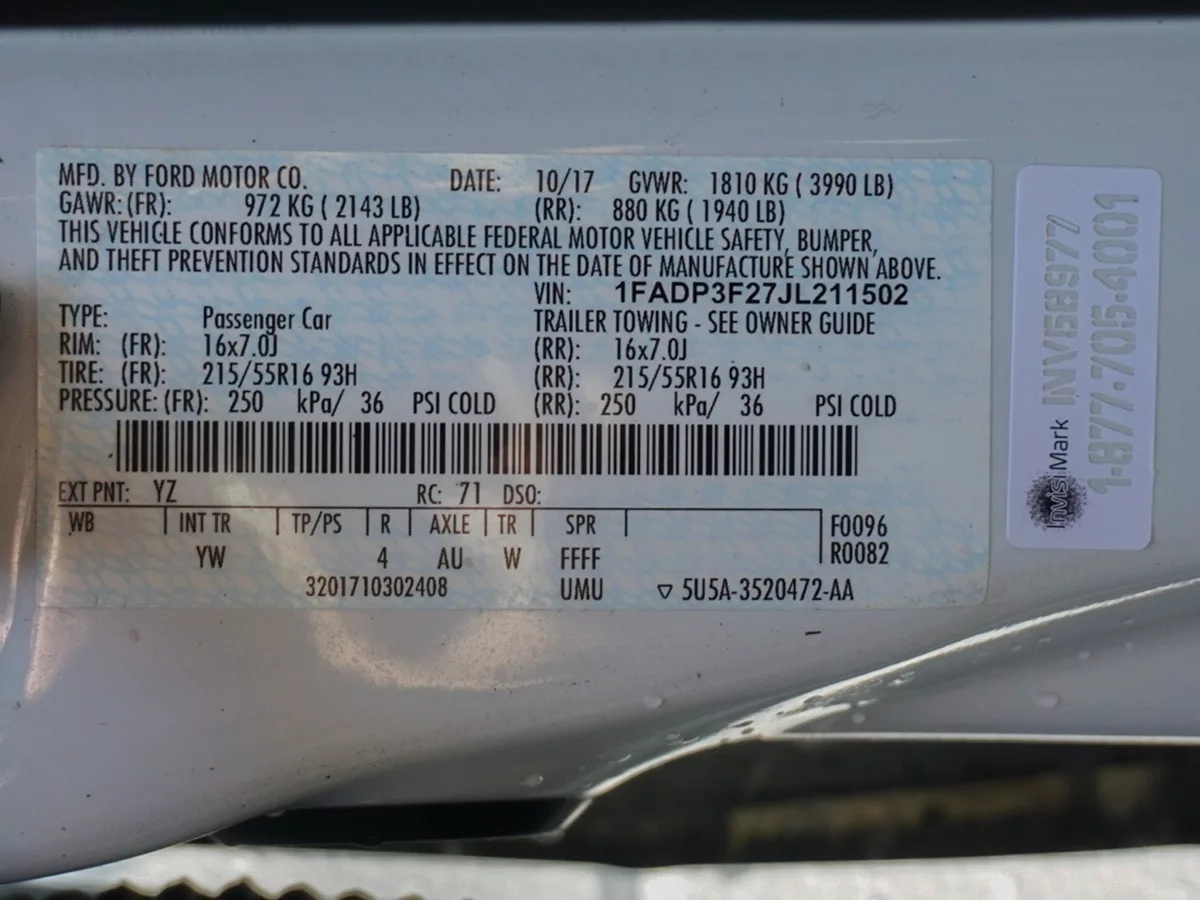 MFD. BY FORD MOTOR CO. DATE: 10/17 GVWR: 1810 KG ( 3990 LB)
GAWR: (FR): 972 KG ( 2143 LB) (RR): 880 KG ( 1940 LB)
THIS VEHICLE CONFORMS TO ALL APPLICABLE FEDERAL MOTOR VEHICLE SAFETY, BUMPER,
AND THEFT PREVENTION STANDARDS IN EFFECT ON THE DATE OF MANUFACTURE SHOWN ABOVE.
VIN: 1FADP3F27JL211502
TYPE: Passenger Car TRAILER TOWING - SEE OWNER GUIDE
RIM: (FR): 16x7.0J (RR): 16x7.0J
TIRE: (FR): 215/55R16 93H (RR): 215/55R16 93H
PRESSURE: (FR): 250 kPa/ 36 PSI COLD (RR): 250 kPa/ 36 PSI COLD
EXT PNT: YZ RC: 71 DSO:
WB INT TR TP/PS R AXLE TR SPR F0096
YW 4 AU W FFFF R0082
3201710302408 UMU 5U5A-3520472-AA
InvisiMark INV58977
1-877-705-4001